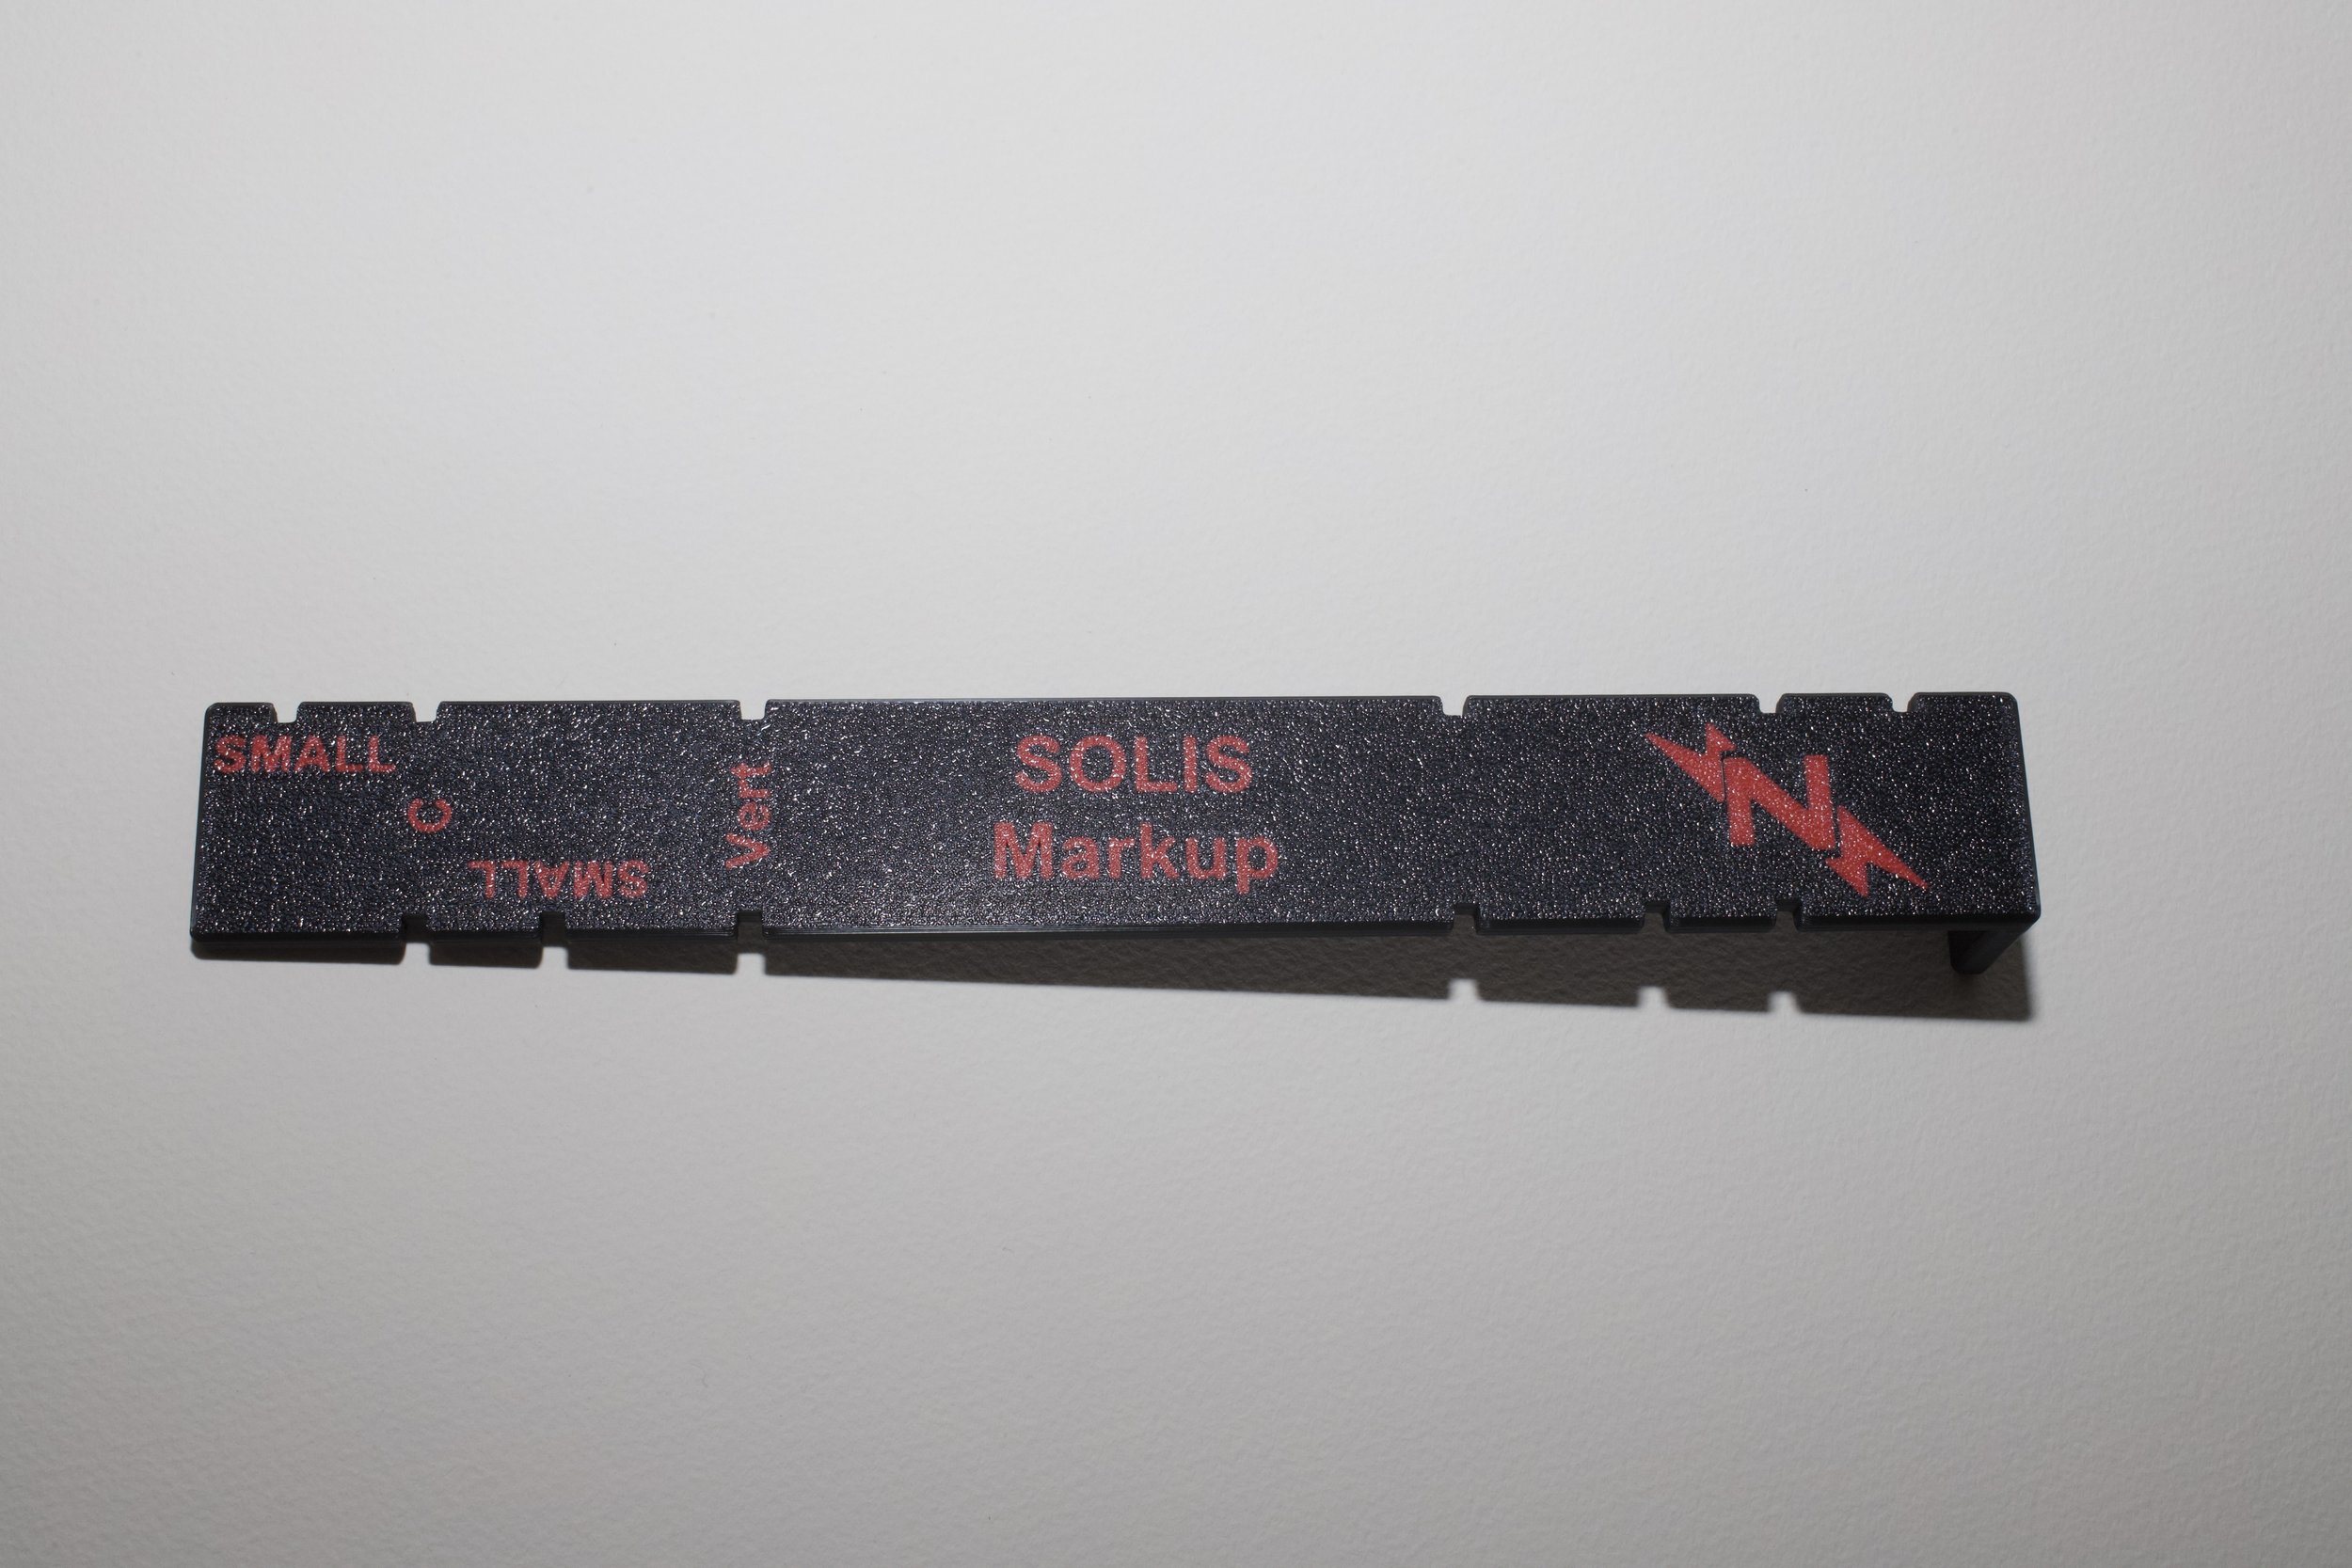 SMALL
C
SMALL
Vert
SOLIS
Markup
N